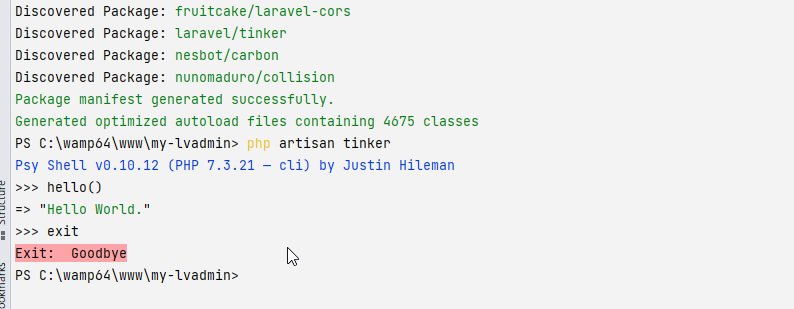 Discovered Package: fruitcake/laravel-cors
Discovered Package: laravel/tinker
Discovered Package: nesbot/carbon
Discovered Package: nunomaduro/collision
Package manifest generated successfully.
Generated optimized autoload files containing 4675 classes
PS C:\wamp64\www\my-lvadmin> php artisan tinker
Psy Shell v0.10.12 (PHP 7.3.21 — cli) by Justin Hileman
>>> hello()
=> "Hello World."
>>> exit
Exit:  Goodbye
PS C:\wamp64\www\my-lvadmin>
Structure